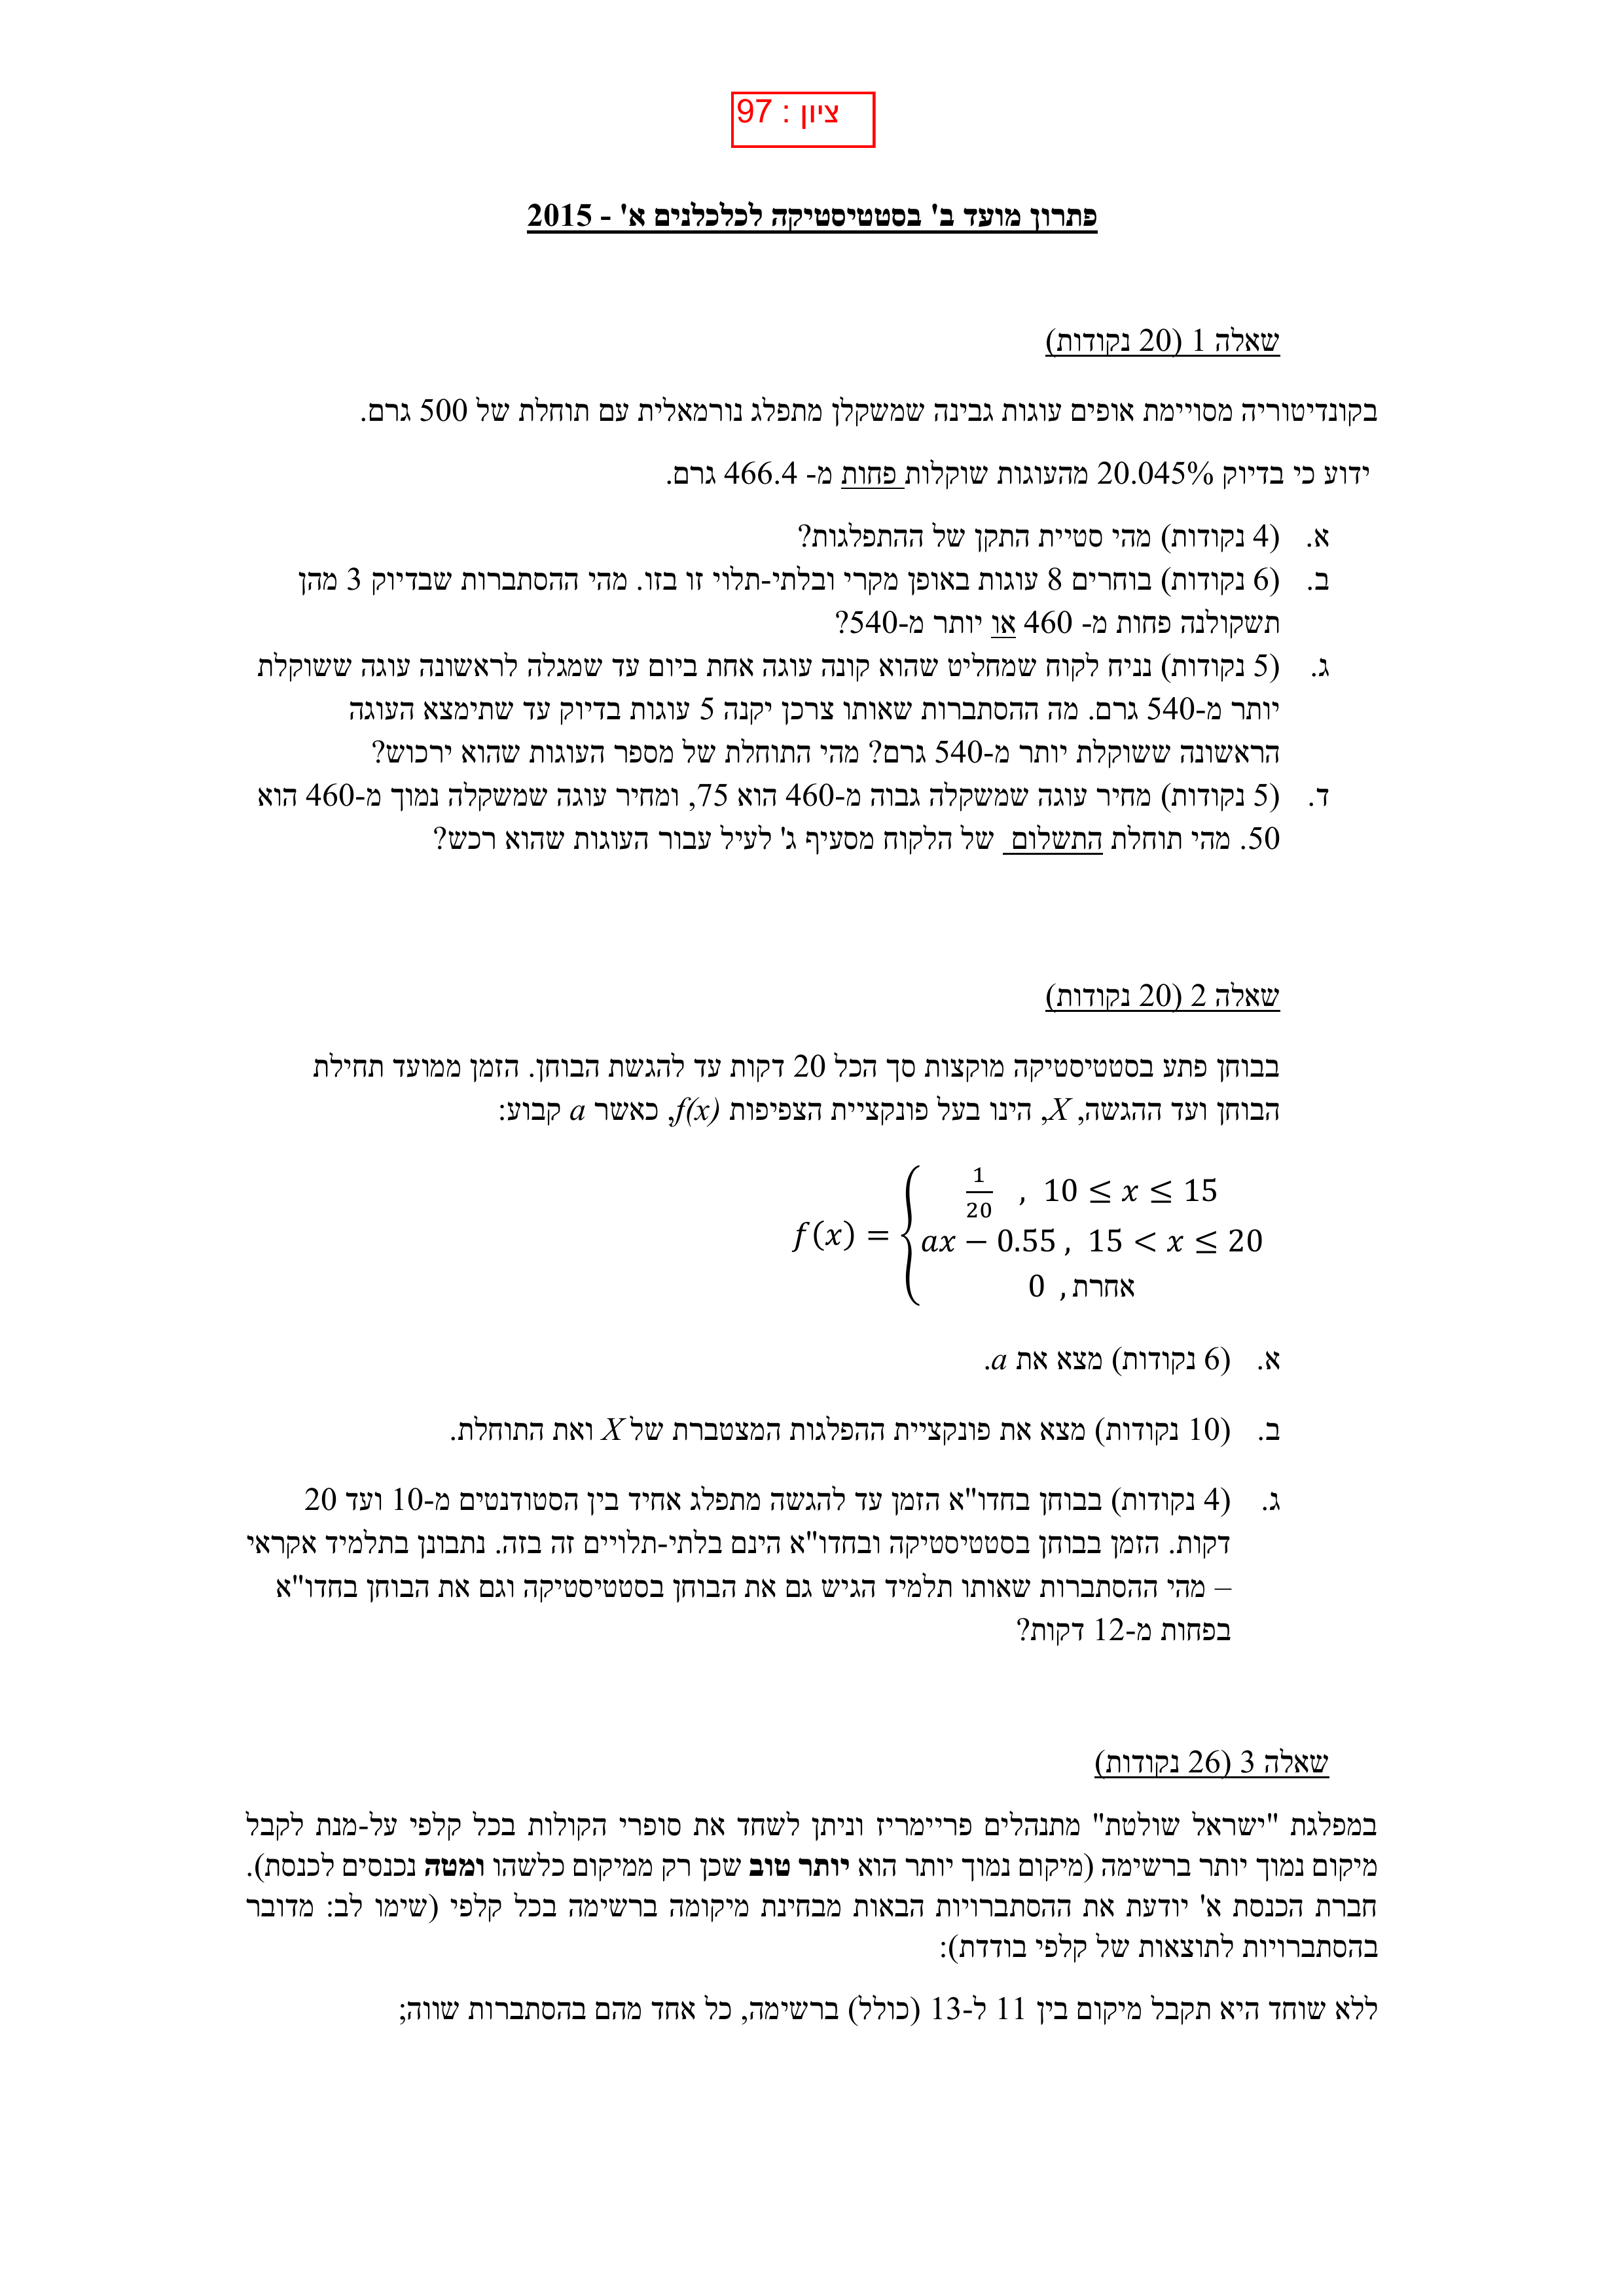 ציון : 97
פתרון מועד ב' בסטטיסטיקה לכלכלנים א' - 2015
שאלה 1 (20 נקודות)
בקונדיטוריה מסויימת אופים עוגות גבינה שמשקלן מתפלג נורמאלית עם תוחלת של 500 גרם.
ידוע כי בדיוק 20.045% מהעוגות שוקלות פחות מ- 466.4 גרם.
א. (4 נקודות) מהי סטיית התקן של ההתפלגות?
ב. (6 נקודות) בוחרים 8 עוגות באופן מקרי ובלתי-תלוי זו בזו. מהי ההסתברות שבדיוק 3 מהן
תשקולנה פחות מ- 460 או יותר מ-540?
ג. (5 נקודות) נניח לקוח שמחליט שהוא קונה עוגה אחת ביום עד שמגלה לראשונה עוגה ששוקלת
יותר מ-540 גרם. מה ההסתברות שאותו צרכן יקנה 5 עוגות בדיוק עד שתימצא העוגה
הראשונה ששוקלת יותר מ-540 גרם? מהי התוחלת של מספר העוגות שהוא ירכוש?
ד. (5 נקודות) מחיר עוגה שמשקלה גבוה מ-460 הוא 75, ומחיר עוגה שמשקלה נמוך מ-460 הוא
50. מהי תוחלת התשלום של הלקוח מסעיף ג' לעיל עבור העוגות שהוא רכש?
שאלה 2 (20 נקודות)
בבוחן פתע בסטטיסטיקה מוקצות סך הכל 20 דקות עד להגשת הבוחן. הזמן ממועד תחילת
הבוחן ועד ההגשה, X, הינו בעל פונקציית הצפיפות f(x), כאשר a קבוע:
1/20 , 10 ≤ x ≤ 15
f(x) = { ax − 0.55 , 15 < x ≤ 20
0 , אחרת
א. (6 נקודות) מצא את a.
ב. (10 נקודות) מצא את פונקציית ההפלגות המצטברת של X ואת התוחלת.
ג. (4 נקודות) בבוחן בחדו"א הזמן עד להגשה מתפלג אחיד בין הסטודנטים מ-10 ועד 20
דקות. הזמן בבוחן בסטטיסטיקה ובחדו"א הינם בלתי-תלויים זה בזה. נתבונן בתלמיד אקראי
– מהי ההסתברות שאותו תלמיד הגיש גם את הבוחן בסטטיסטיקה וגם את הבוחן בחדו"א
בפחות מ-12 דקות?
שאלה 3 (26 נקודות)
במפלגת "ישראל שולטת" מתנהלים פריימריז וניתן לשחד את סופרי הקולות בכל קלפי על-מנת לקבל
מיקום נמוך יותר ברשימה (מיקום נמוך יותר הוא יותר טוב שכן רק ממיקום כלשהו ומטה נכנסים לכנסת).
חברת הכנסת א' יודעת את ההסתברויות הבאות מבחינת מיקומה ברשימה בכל קלפי (שימו לב: מדובר
בהסתברויות לתוצאות של קלפי בודדת):
ללא שוחד היא תקבל מיקום בין 11 ל-13 (כולל) ברשימה, כל אחד מהם בהסתברות שווה;